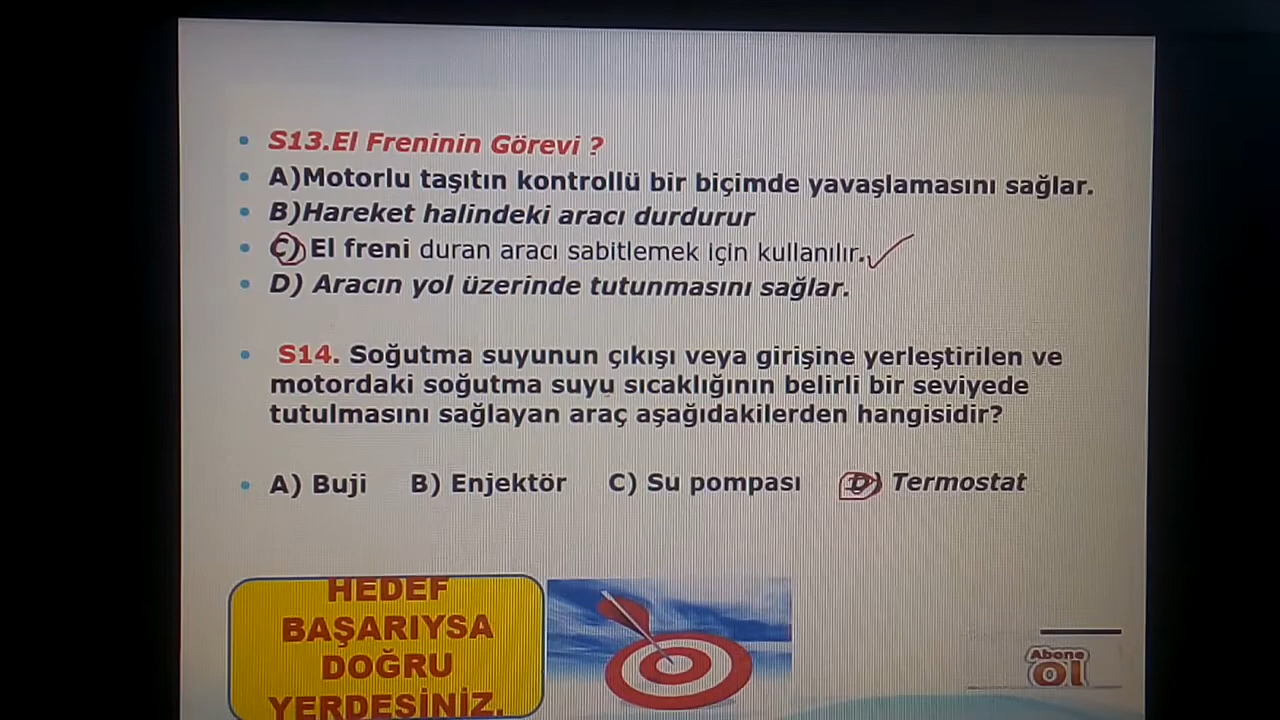 S13.El Freninin Görevi ?
A)Motorlu taşıtın kontrollü bir biçimde yavaşlamasını sağlar.
B)Hareket halindeki aracı durdurur
C) El freni duran aracı sabitlemek için kullanılır.
D) Aracın yol üzerinde tutunmasını sağlar.
S14. Soğutma suyunun çıkışı veya girişine yerleştirilen ve
motordaki soğutma suyu sıcaklığının belirli bir seviyede
tutulmasını sağlayan araç aşağıdakilerden hangisidir?
A) Buji B) Enjektör C) Su pompası D) Termostat
HEDEF
BAŞARIYSA
DOĞRU
YERDESİNİZ.
Abone
Ol